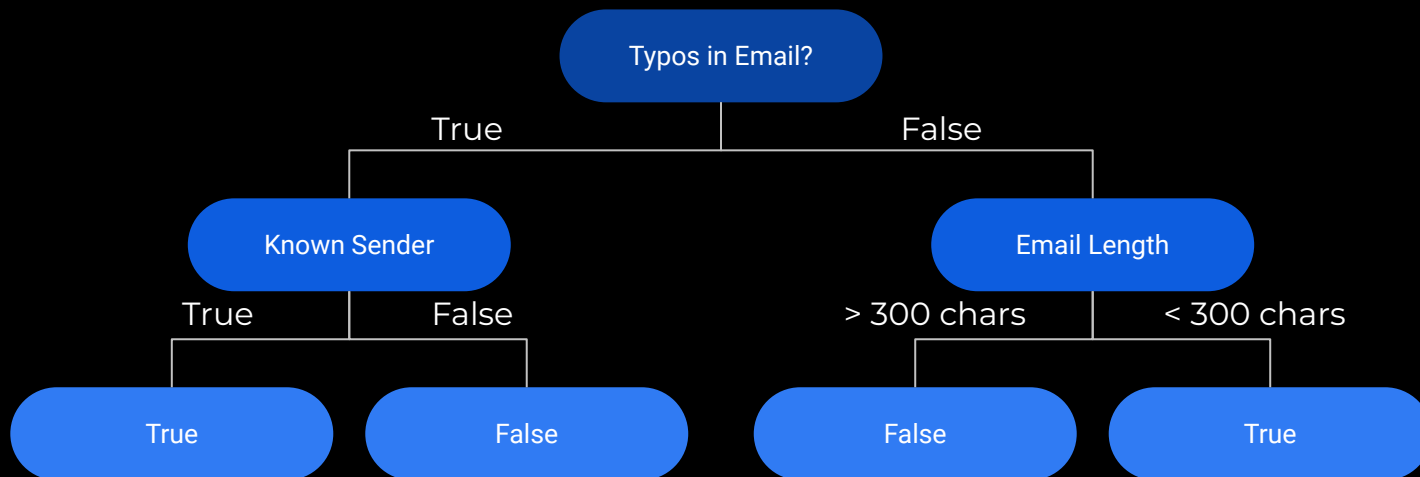 Typos in Email?
True
False
Known Sender
Email Length
True
False
> 300 chars
< 300 chars
True
False
False
True